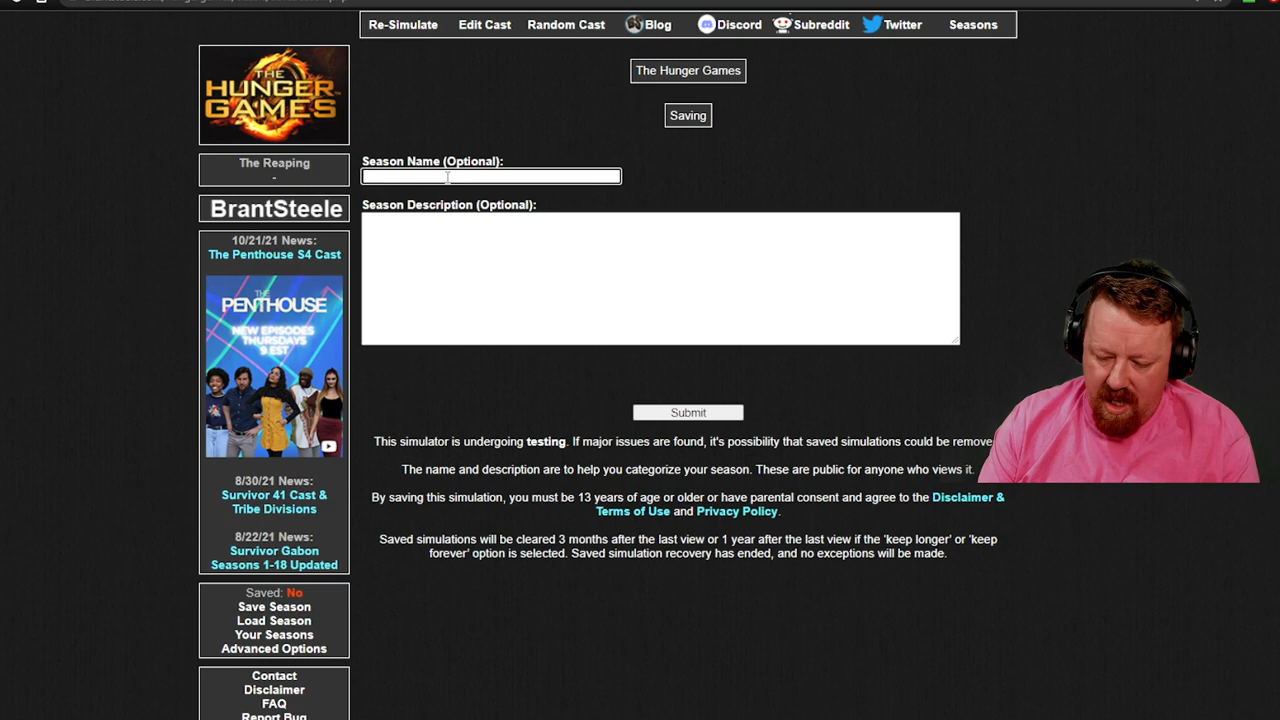 Re-Simulate Edit Cast Random Cast Blog Discord Subreddit Twitter Seasons
THE
HUNGER
GAMES
The Hunger Games
Saving
The Reaping
-
Season Name (Optional):
BrantSteele
Season Description (Optional):
10/21/21 News:
The Penthouse S4 Cast
THE
PENTHOUSE
NEW EPISODES
THURSDAYS
9 EST
8/30/21 News:
Survivor 41 Cast &
Tribe Divisions
8/22/21 News:
Survivor Gabon
Seasons 1-18 Updated
Saved: No
Save Season
Load Season
Your Seasons
Advanced Options
Contact
Disclaimer
FAQ
Report Bug
Submit
This simulator is undergoing testing. If major issues are found, it's possibility that saved simulations could be remove
The name and description are to help you categorize your season. These are public for anyone who views it.
By saving this simulation, you must be 13 years of age or older or have parental consent and agree to the Disclaimer &
Terms of Use and Privacy Policy.
Saved simulations will be cleared 3 months after the last view or 1 year after the last view if the 'keep longer' or 'keep
forever' option is selected. Saved simulation recovery has ended, and no exceptions will be made.